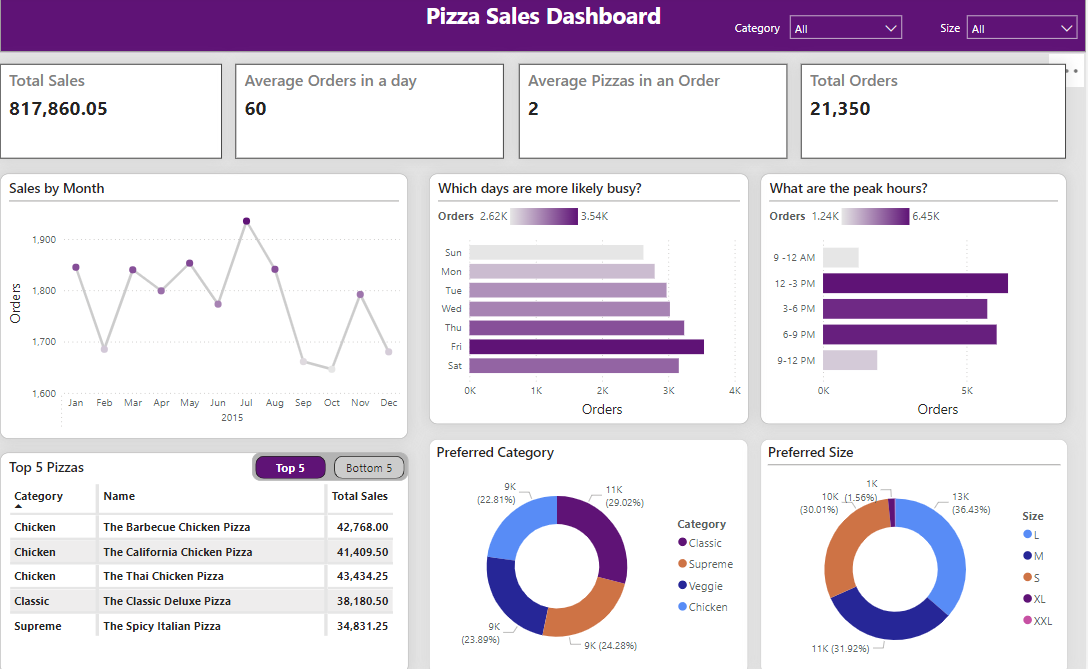 Pizza Sales Dashboard
Category All Size All
Total Sales
817,860.05
Average Orders in a day
60
Average Pizzas in an Order
2
Total Orders
21,350
Sales by Month
Orders
1,900
1,800
1,700
1,600
Jan Feb Mar Apr May Jun Jul Aug Sep Oct Nov Dec
2015
Which days are more likely busy?
Orders 2.62K 3.54K
Sun
Mon
Tue
Wed
Thu
Fri
Sat
0K 1K 2K 3K 4K
Orders
What are the peak hours?
Orders 1.24K 6.45K
9 -12 AM
12 -3 PM
3-6 PM
6-9 PM
9-12 PM
0K 5K
Orders
Top 5 Pizzas
Top 5 Bottom 5
Category Name Total Sales
Chicken The Barbecue Chicken Pizza 42,768.00
Chicken The California Chicken Pizza 41,409.50
Chicken The Thai Chicken Pizza 43,434.25
Classic The Classic Deluxe Pizza 38,180.50
Supreme The Spicy Italian Pizza 34,831.25
Preferred Category
9K
(22.81%)
11K
(29.02%)
9K
(23.89%)
9K (24.28%)
Category
Classic
Supreme
Veggie
Chicken
Preferred Size
1K
(1.56%)
10K
(30.01%)
13K
(36.43%)
11K (31.92%)
Size
L
M
S
XL
XXL